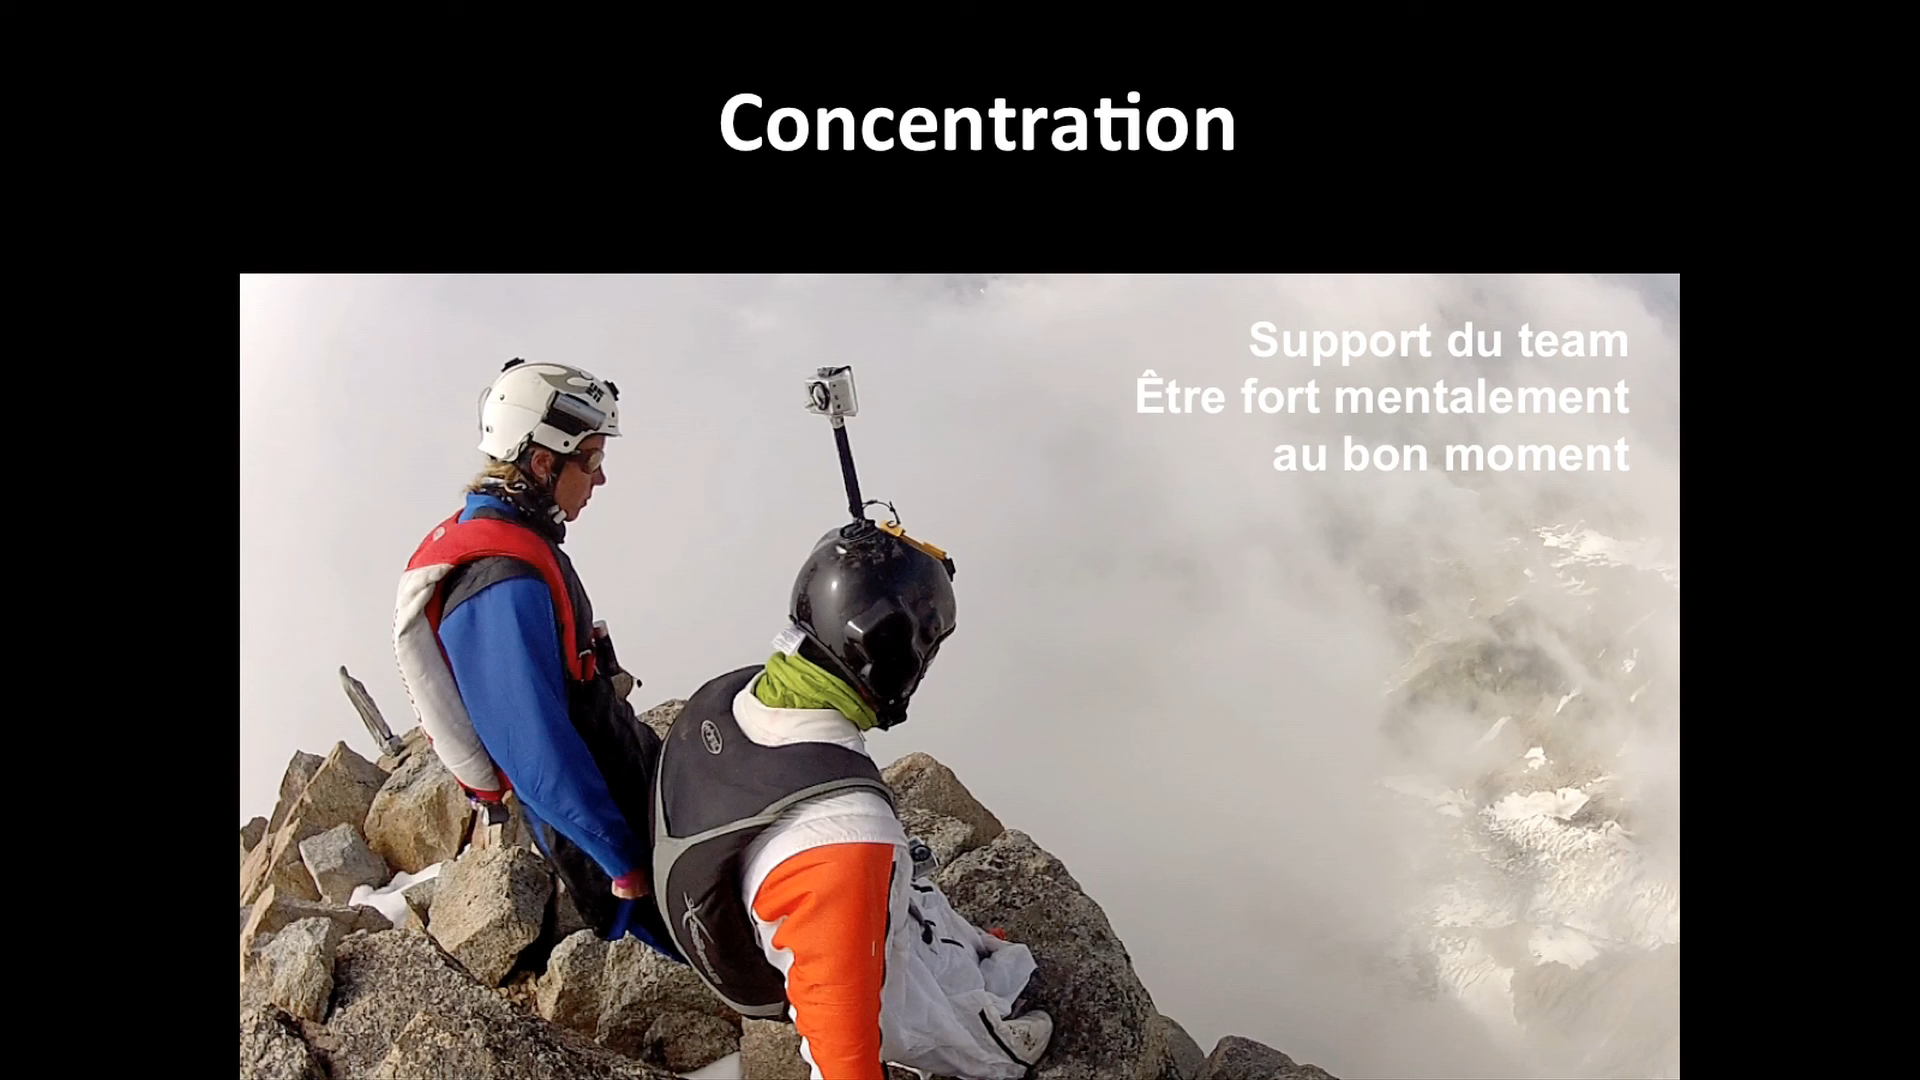 Concentration
Support du team
Être fort mentalement
au bon moment